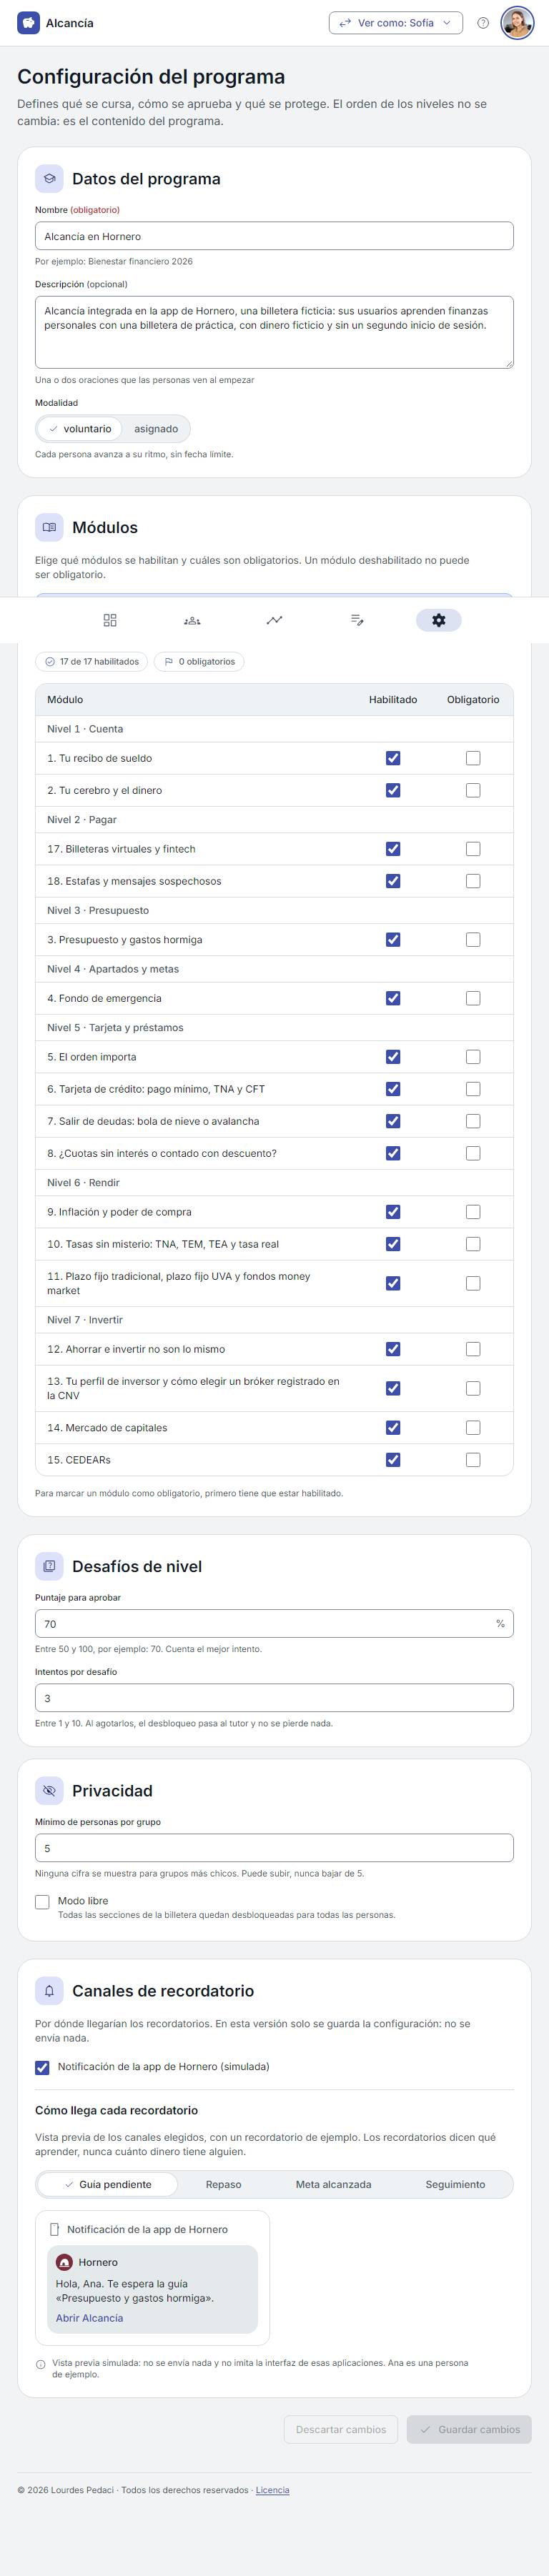 Alcancía
Ver como: Sofía
Configuración del programa
Defines qué se cursa, cómo se aprueba y qué se protege. El orden de los niveles no se
cambia: es el contenido del programa.
Datos del programa
Nombre (obligatorio)
Alcancía en Hornero
Por ejemplo: Bienestar financiero 2026
Descripción (opcional)
Alcancía integrada en la app de Hornero, una billetera ficticia: sus usuarios aprenden finanzas
personales con una billetera de práctica, con dinero ficticio y sin un segundo inicio de sesión.
Una o dos oraciones que las personas ven al empezar
Modalidad
voluntario
asignado
Cada persona avanza a su ritmo, sin fecha límite.
Módulos
Elige qué módulos se habilitan y cuáles son obligatorios. Un módulo deshabilitado no puede
ser obligatorio.
17 de 17 habilitados
0 obligatorios
Módulo Habilitado Obligatorio
Nivel 1 · Cuenta
1. Tu recibo de sueldo
2. Tu cerebro y el dinero
Nivel 2 · Pagar
17. Billeteras virtuales y fintech
18. Estafas y mensajes sospechosos
Nivel 3 · Presupuesto
3. Presupuesto y gastos hormiga
Nivel 4 · Apartados y metas
4. Fondo de emergencia
Nivel 5 · Tarjeta y préstamos
5. El orden importa
6. Tarjeta de crédito: pago mínimo, TNA y CFT
7. Salir de deudas: bola de nieve o avalancha
8. ¿Cuotas sin interés o contado con descuento?
Nivel 6 · Rendir
9. Inflación y poder de compra
10. Tasas sin misterio: TNA, TEM, TEA y tasa real
11. Plazo fijo tradicional, plazo fijo UVA y fondos money
market
Nivel 7 · Invertir
12. Ahorrar e invertir no son lo mismo
13. Tu perfil de inversor y cómo elegir un bróker registrado en
la CNV
14. Mercado de capitales
15. CEDEARs
Para marcar un módulo como obligatorio, primero tiene que estar habilitado.
Desafíos de nivel
Puntaje para aprobar
70 %
Entre 50 y 100, por ejemplo: 70. Cuenta el mejor intento.
Intentos por desafío
3
Entre 1 y 10. Al agotarlos, el desbloqueo pasa al tutor y no se pierde nada.
Privacidad
Mínimo de personas por grupo
5
Ninguna cifra se muestra para grupos más chicos. Puede subir, nunca bajar de 5.
Modo libre
Todas las secciones de la billetera quedan desbloqueadas para todas las personas.
Canales de recordatorio
Por dónde llegarían los recordatorios. En esta versión solo se guarda la configuración: no se
envía nada.
Notificación de la app de Hornero (simulada)
Cómo llega cada recordatorio
Vista previa de los canales elegidos, con un recordatorio de ejemplo. Los recordatorios dicen qué
aprender, nunca cuánto dinero tiene alguien.
Guía pendiente
Repaso
Meta alcanzada
Seguimiento
Notificación de la app de Hornero
Hornero
Hola, Ana. Te espera la guía
«Presupuesto y gastos hormiga».
Abrir Alcancía
Vista previa simulada: no se envía nada y no imita la interfaz de esas aplicaciones. Ana es una persona
de ejemplo.
Descartar cambios
Guardar cambios
© 2026 Lourdes Pedaci · Todos los derechos reservados · Licencia